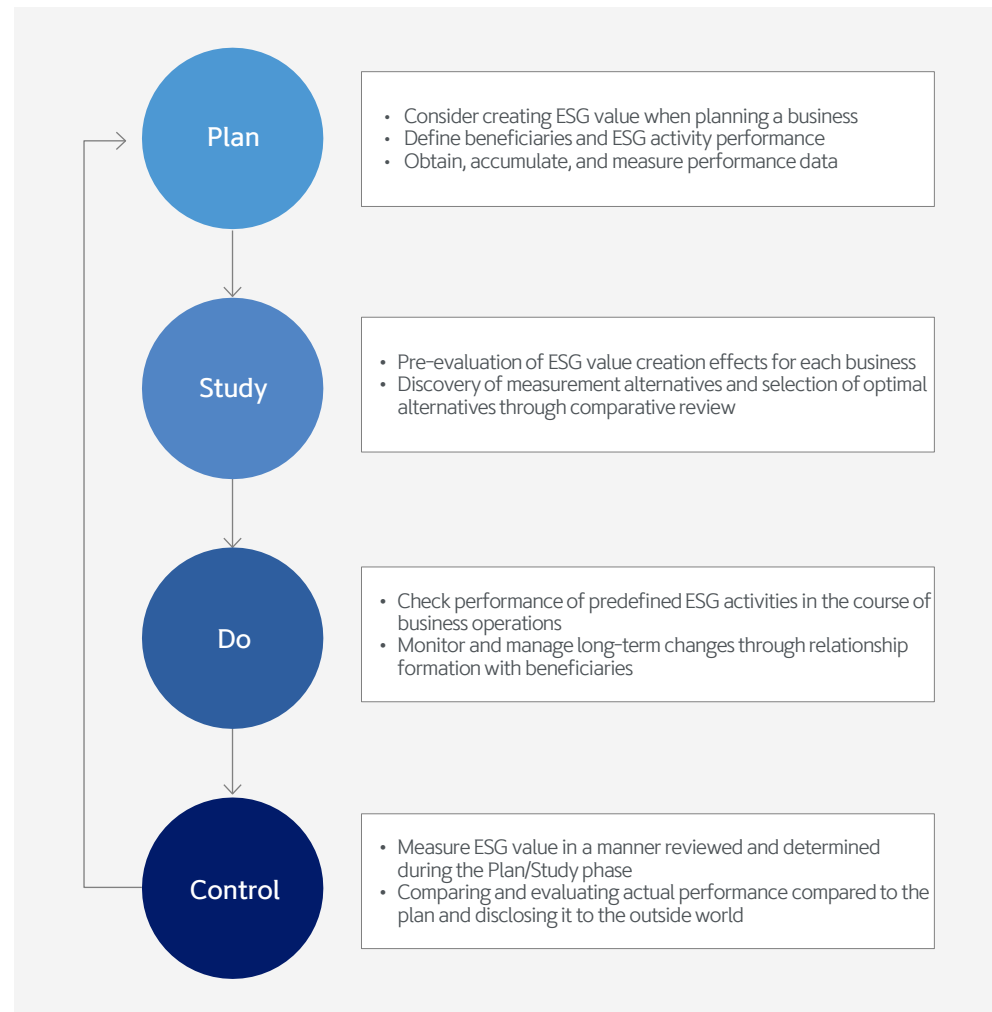 Plan
• Consider creating ESG value when planning a business
• Define beneficiaries and ESG activity performance
• Obtain, accumulate, and measure performance data
Study
• Pre-evaluation of ESG value creation effects for each business
• Discovery of measurement alternatives and selection of optimal
alternatives through comparative review
Do
• Check performance of predefined ESG activities in the course of
business operations
• Monitor and manage long-term changes through relationship
formation with beneficiaries
Control
• Measure ESG value in a manner reviewed and determined
during the Plan/Study phase
• Comparing and evaluating actual performance compared to the
plan and disclosing it to the outside world